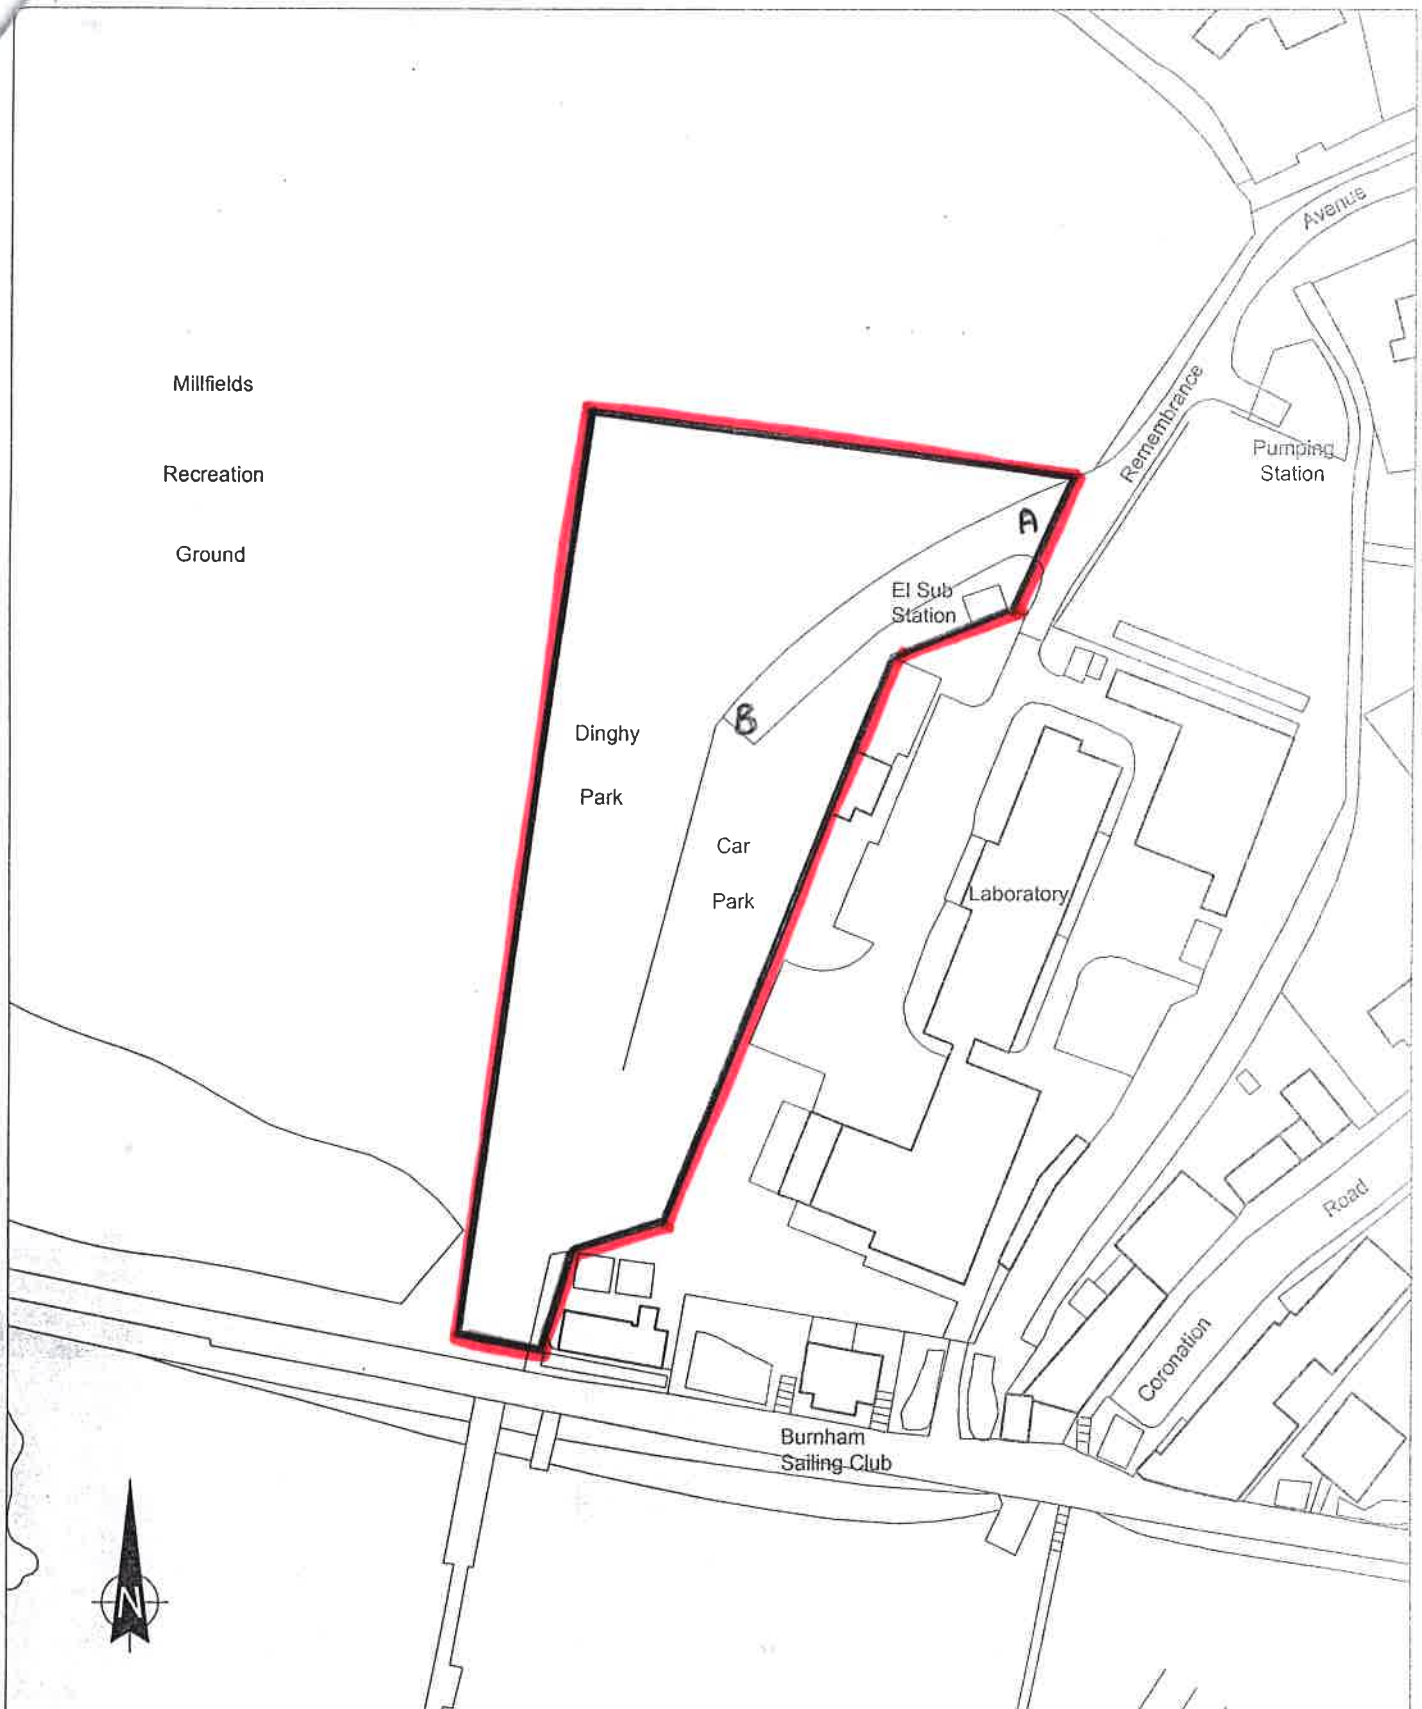 Avenue
Remembrance
Millfields
Recreation
Ground
Pumping
Station
A
El Sub
Station
B
Dinghy
Park
Car
Park
Laboratory
Road
Coronation
Burnham
Sailing Club
N